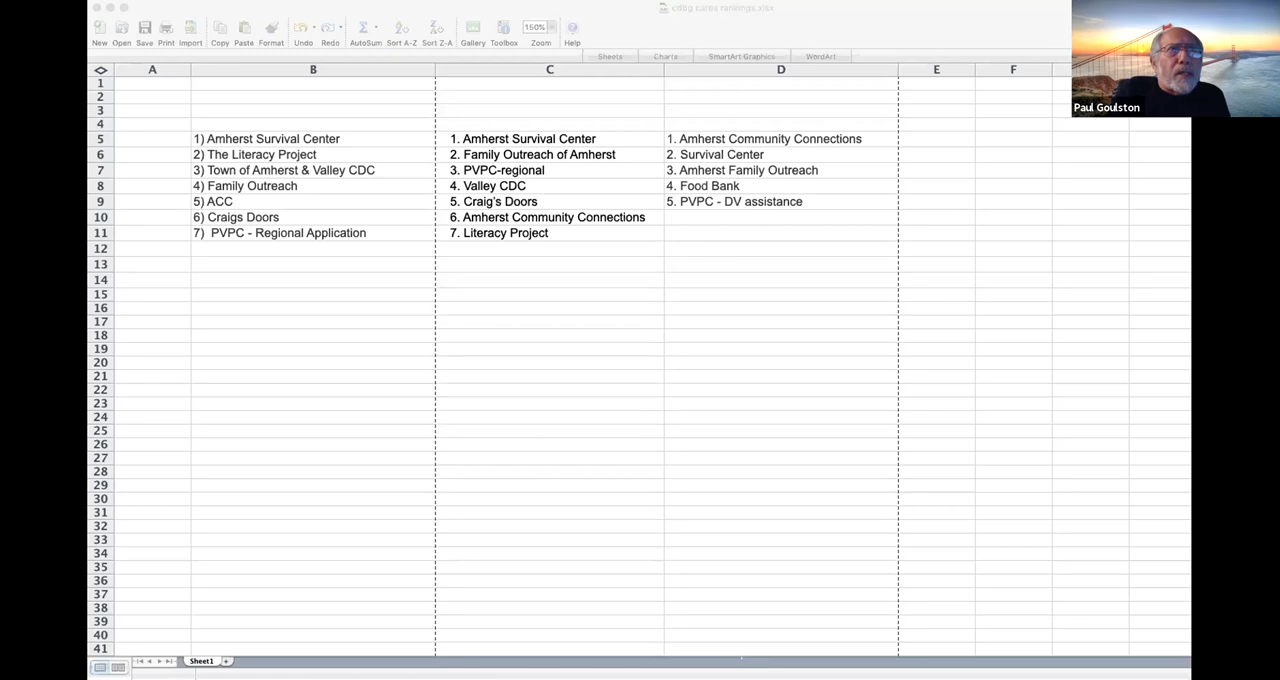 cdbg cares rankings.xlsx
New Open Save Print Import Copy Paste Format Undo Redo AutoSum Sort A-Z Sort Z-A Gallery Toolbox 150% Zoom Help
Sheets Charts SmartArt Graphics WordArt
Paul Goulston
A B C D E F
1
2
3
4
5 1) Amherst Survival Center 1. Amherst Survival Center 1. Amherst Community Connections
6 2) The Literacy Project 2. Family Outreach of Amherst 2. Survival Center
7 3) Town of Amherst & Valley CDC 3. PVPC-regional 3. Amherst Family Outreach
8 4) Family Outreach 4. Valley CDC 4. Food Bank
9 5) ACC 5. Craig's Doors 5. PVPC - DV assistance
10 6) Craigs Doors 6. Amherst Community Connections
11 7) PVPC - Regional Application 7. Literacy Project
12
13
14
15
16
17
18
19
20
21
22
23
24
25
26
27
28
29
30
31
32
33
34
35
36
37
38
39
40
41
Sheet1